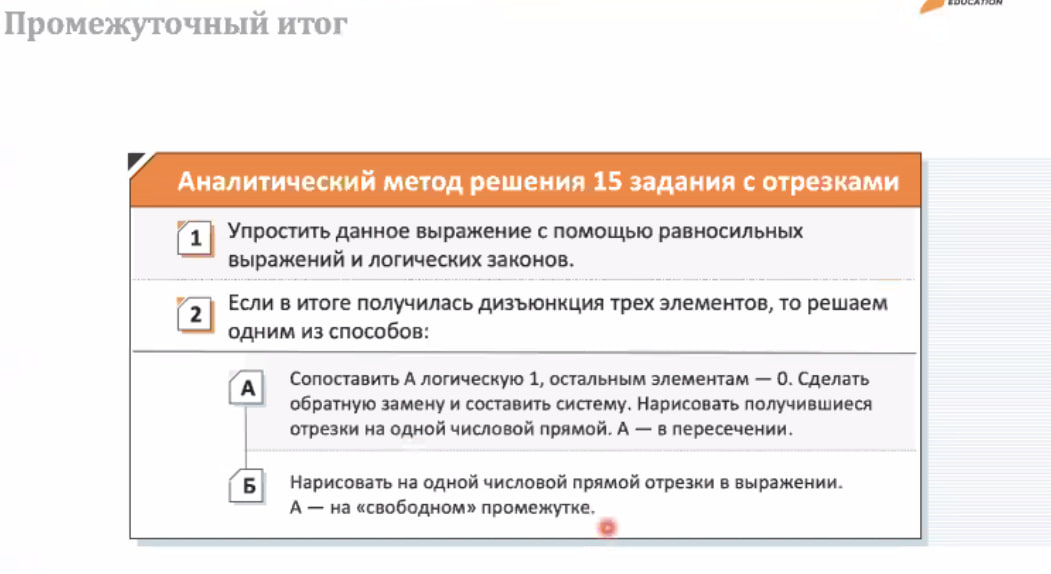 EDUCATION
Промежуточный итог
Аналитический метод решения 15 задания с отрезками
1
Упростить данное выражение с помощью равносильных
выражений и логических законов.
2
Если в итоге получилась дизъюнкция трех элементов, то решаем
одним из способов:
А
Сопоставить А логическую 1, остальным элементам — 0. Сделать
обратную замену и составить систему. Нарисовать получившиеся
отрезки на одной числовой прямой. А — в пересечении.
Б
Нарисовать на одной числовой прямой отрезки в выражении.
А — на «свободном» промежутке.